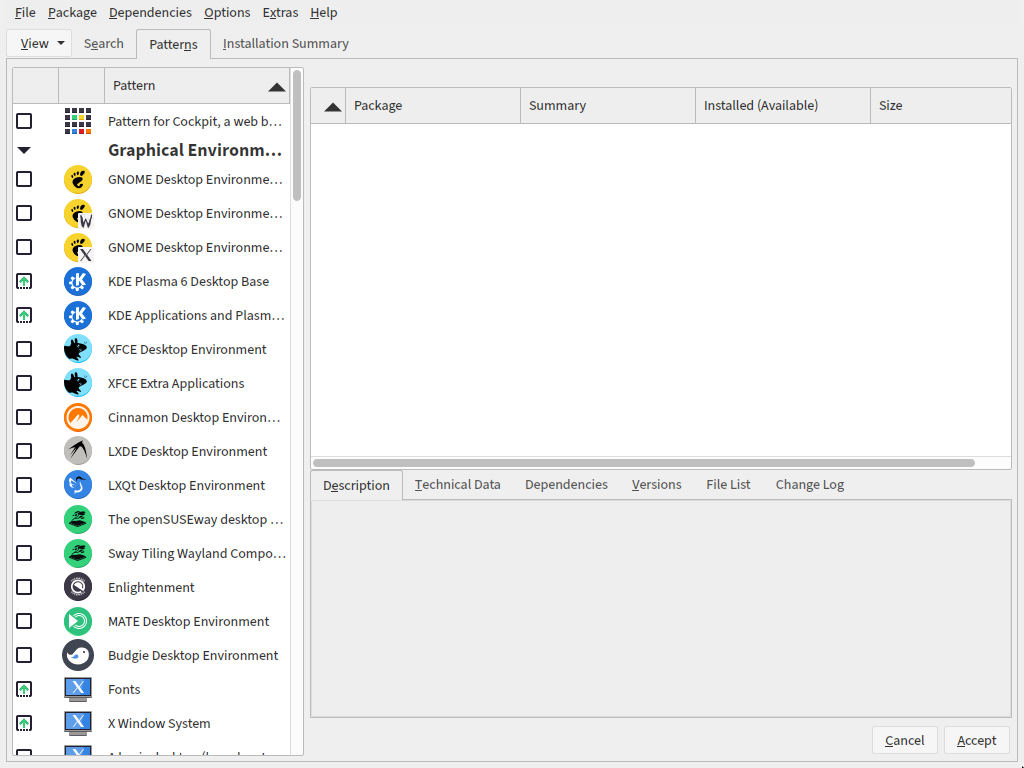 File Package Dependencies Options Extras Help
View Search Patterns Installation Summary
Pattern
Pattern for Cockpit, a web b…
Graphical Environm…
GNOME Desktop Environme…
GNOME Desktop Environme…
GNOME Desktop Environme…
KDE Plasma 6 Desktop Base
KDE Applications and Plasm…
XFCE Desktop Environment
XFCE Extra Applications
Cinnamon Desktop Environ…
LXDE Desktop Environment
LXQt Desktop Environment
The openSUSEway desktop …
Sway Tiling Wayland Compo…
Enlightenment
MATE Desktop Environment
Budgie Desktop Environment
Fonts
X Window System
Package Summary Installed (Available) Size
Description Technical Data Dependencies Versions File List Change Log
Cancel Accept